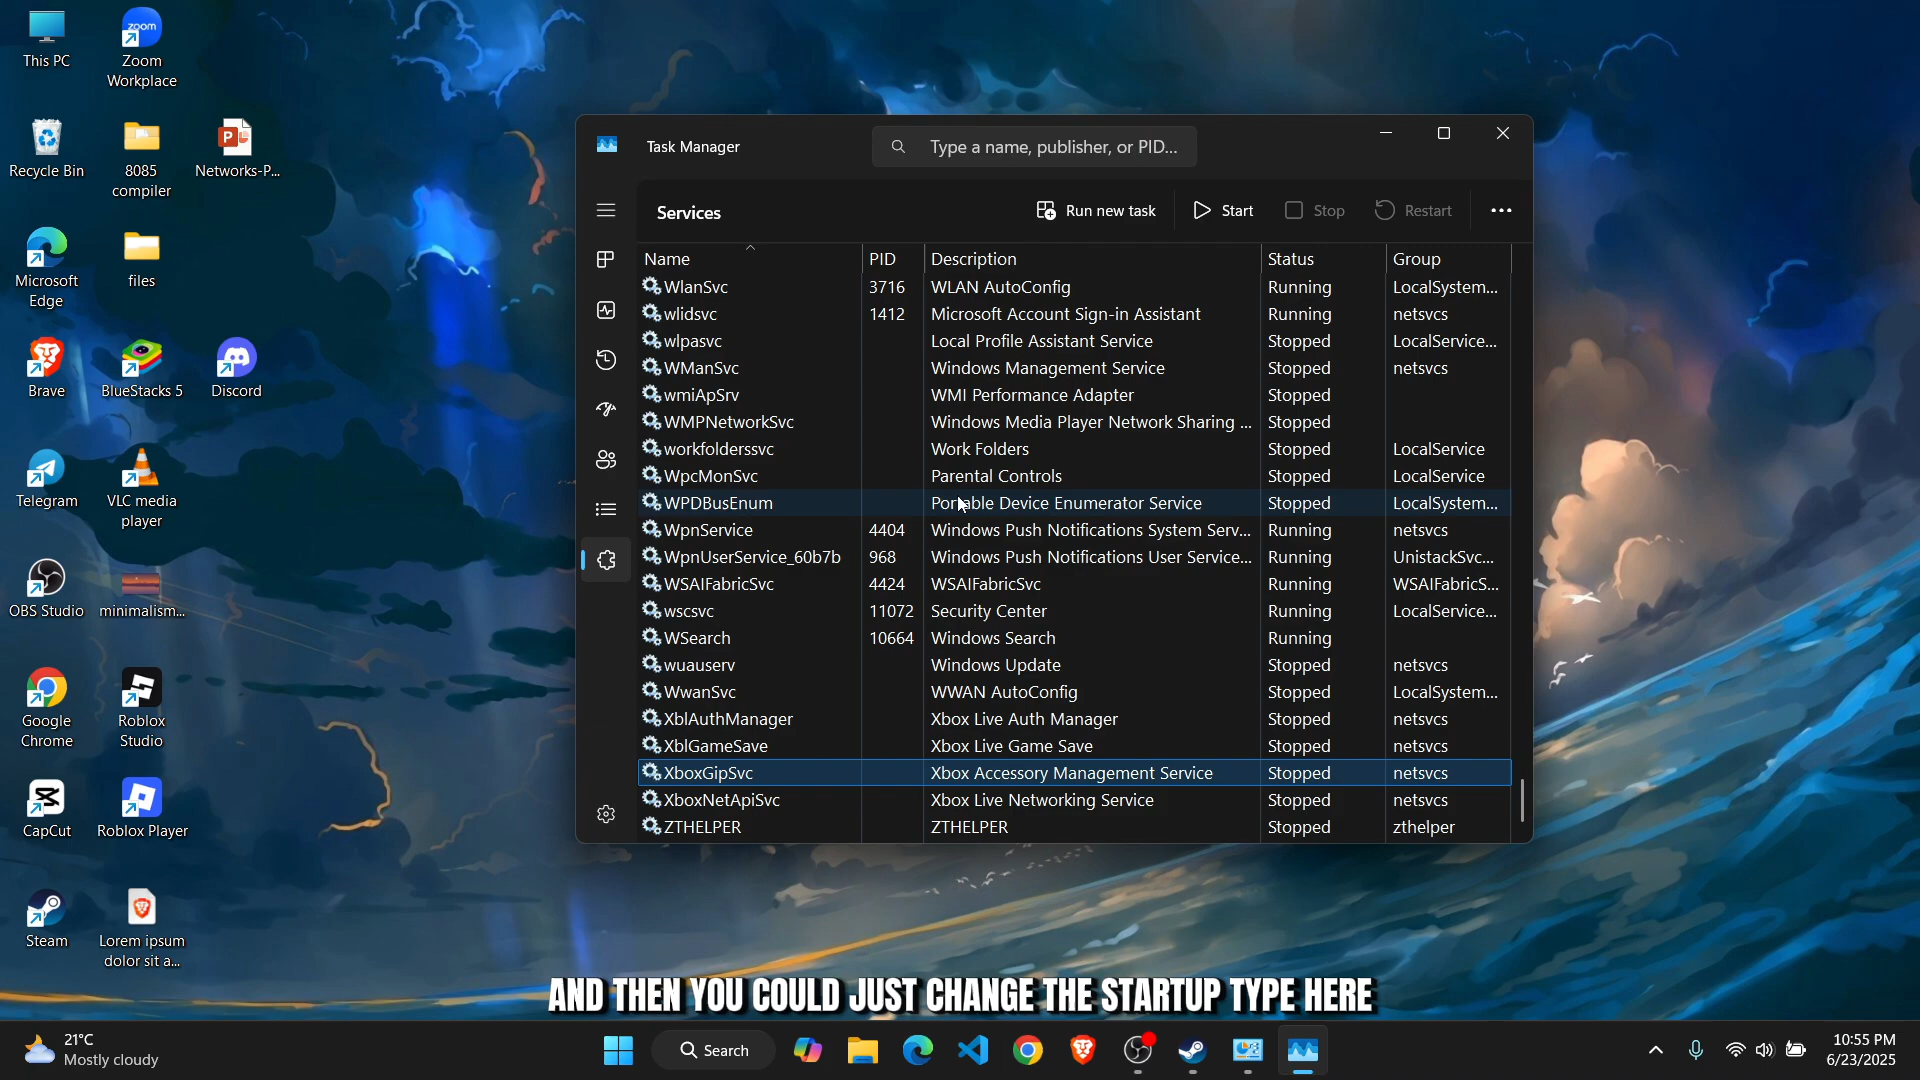 This PC
Zoom
Workplace
Recycle Bin
8085
compiler
Networks-P...
Microsoft
Edge
files
Brave
BlueStacks 5
Discord
Telegram
VLC media
player
OBS Studio
minimalism...
Google
Chrome
Roblox
Studio
CapCut
Roblox Player
Steam
Lorem ipsum
dolor sit a...
Task Manager
Type a name, publisher, or PID...
Services
Run new task
Start
Stop
Restart
Name PID Description Status Group
WlanSvc 3716 WLAN AutoConfig Running LocalSystem...
wlidsvc 1412 Microsoft Account Sign-in Assistant Running netsvcs
wlpasvc Local Profile Assistant Service Stopped LocalService...
WManSvc Windows Management Service Stopped netsvcs
wmiApSrv WMI Performance Adapter Stopped
WMPNetworkSvc Windows Media Player Network Sharing ... Stopped
workfolderssvc Work Folders Stopped LocalService
WpcMonSvc Parental Controls Stopped LocalService
WPDBusEnum Portable Device Enumerator Service Stopped LocalSystem...
WpnService 4404 Windows Push Notifications System Serv... Running netsvcs
WpnUserService_60b7b 968 Windows Push Notifications User Service... Running UnistackSvc...
WSAIFabricSvc 4424 WSAIFabricSvc Running WSAIFabricS...
wscsvc 11072 Security Center Running LocalService...
WSearch 10664 Windows Search Running
wuauserv Windows Update Stopped netsvcs
WwanSvc WWAN AutoConfig Stopped LocalSystem...
XblAuthManager Xbox Live Auth Manager Stopped netsvcs
XblGameSave Xbox Live Game Save Stopped netsvcs
XboxGipSvc Xbox Accessory Management Service Stopped netsvcs
XboxNetApiSvc Xbox Live Networking Service Stopped netsvcs
ZTHELPER ZTHELPER Stopped zthelper
AND THEN YOU COULD JUST CHANGE THE STARTUP TYPE HERE
21°C
Mostly cloudy
Search
10:55 PM
6/23/2025